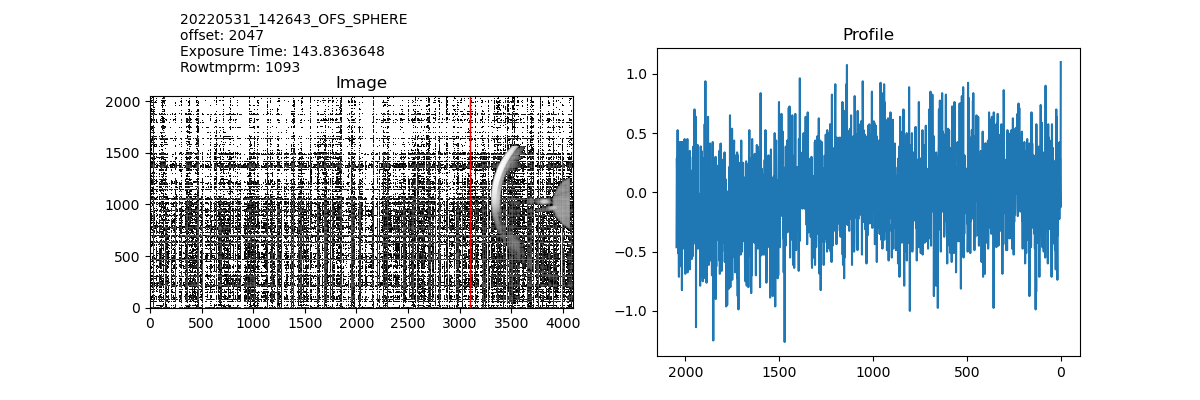 20220531_142643_OFS_SPHERE
offset: 2047
Exposure Time: 143.8363648
Rowtmprm: 1093
Image
2000
1500
1000
500
0
0 500 1000 1500 2000 2500 3000 3500 4000
Profile
1.0
0.5
0.0
−0.5
−1.0
2000 1500 1000 500 0